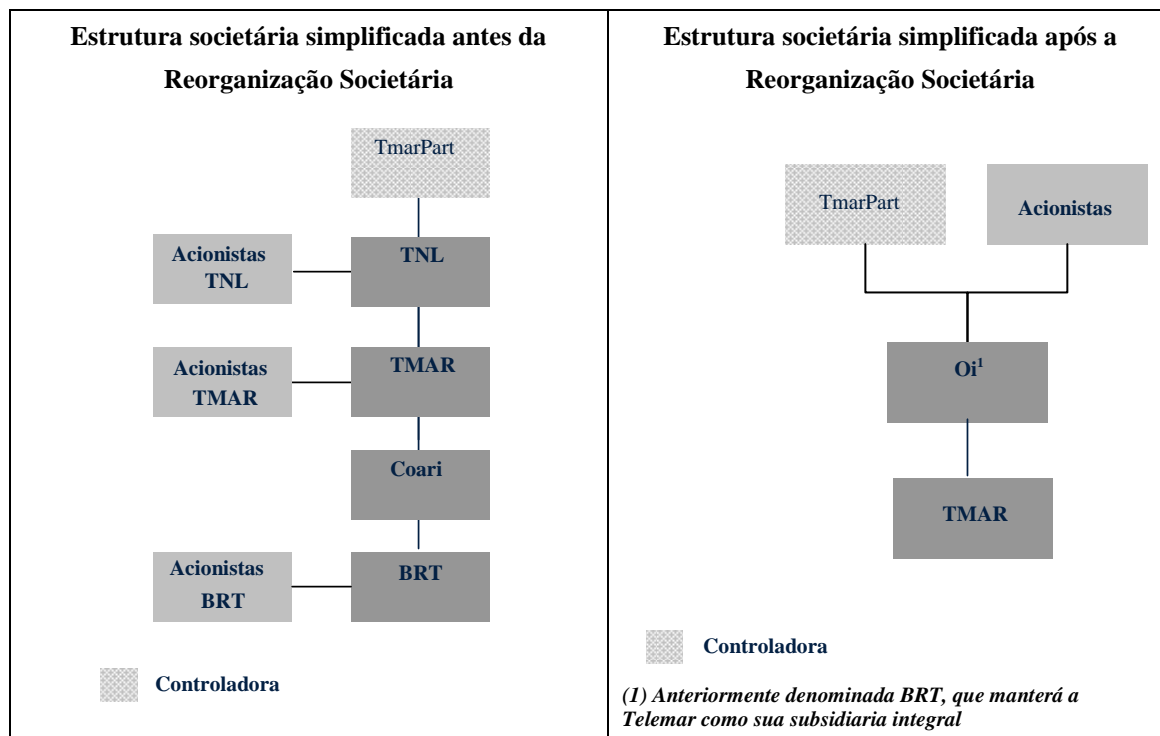 Estrutura societária simplificada antes da
Reorganização Societária
TmarPart
Acionistas
TNL
TNL
Acionistas
TMAR
TMAR
Coari
Acionistas
BRT
BRT
Controladora
Estrutura societária simplificada após a
Reorganização Societária
TmarPart
Acionistas
Oi¹
TMAR
Controladora
(1) Anteriormente denominada BRT, que manterá a
Telemar como sua subsidiaria integral